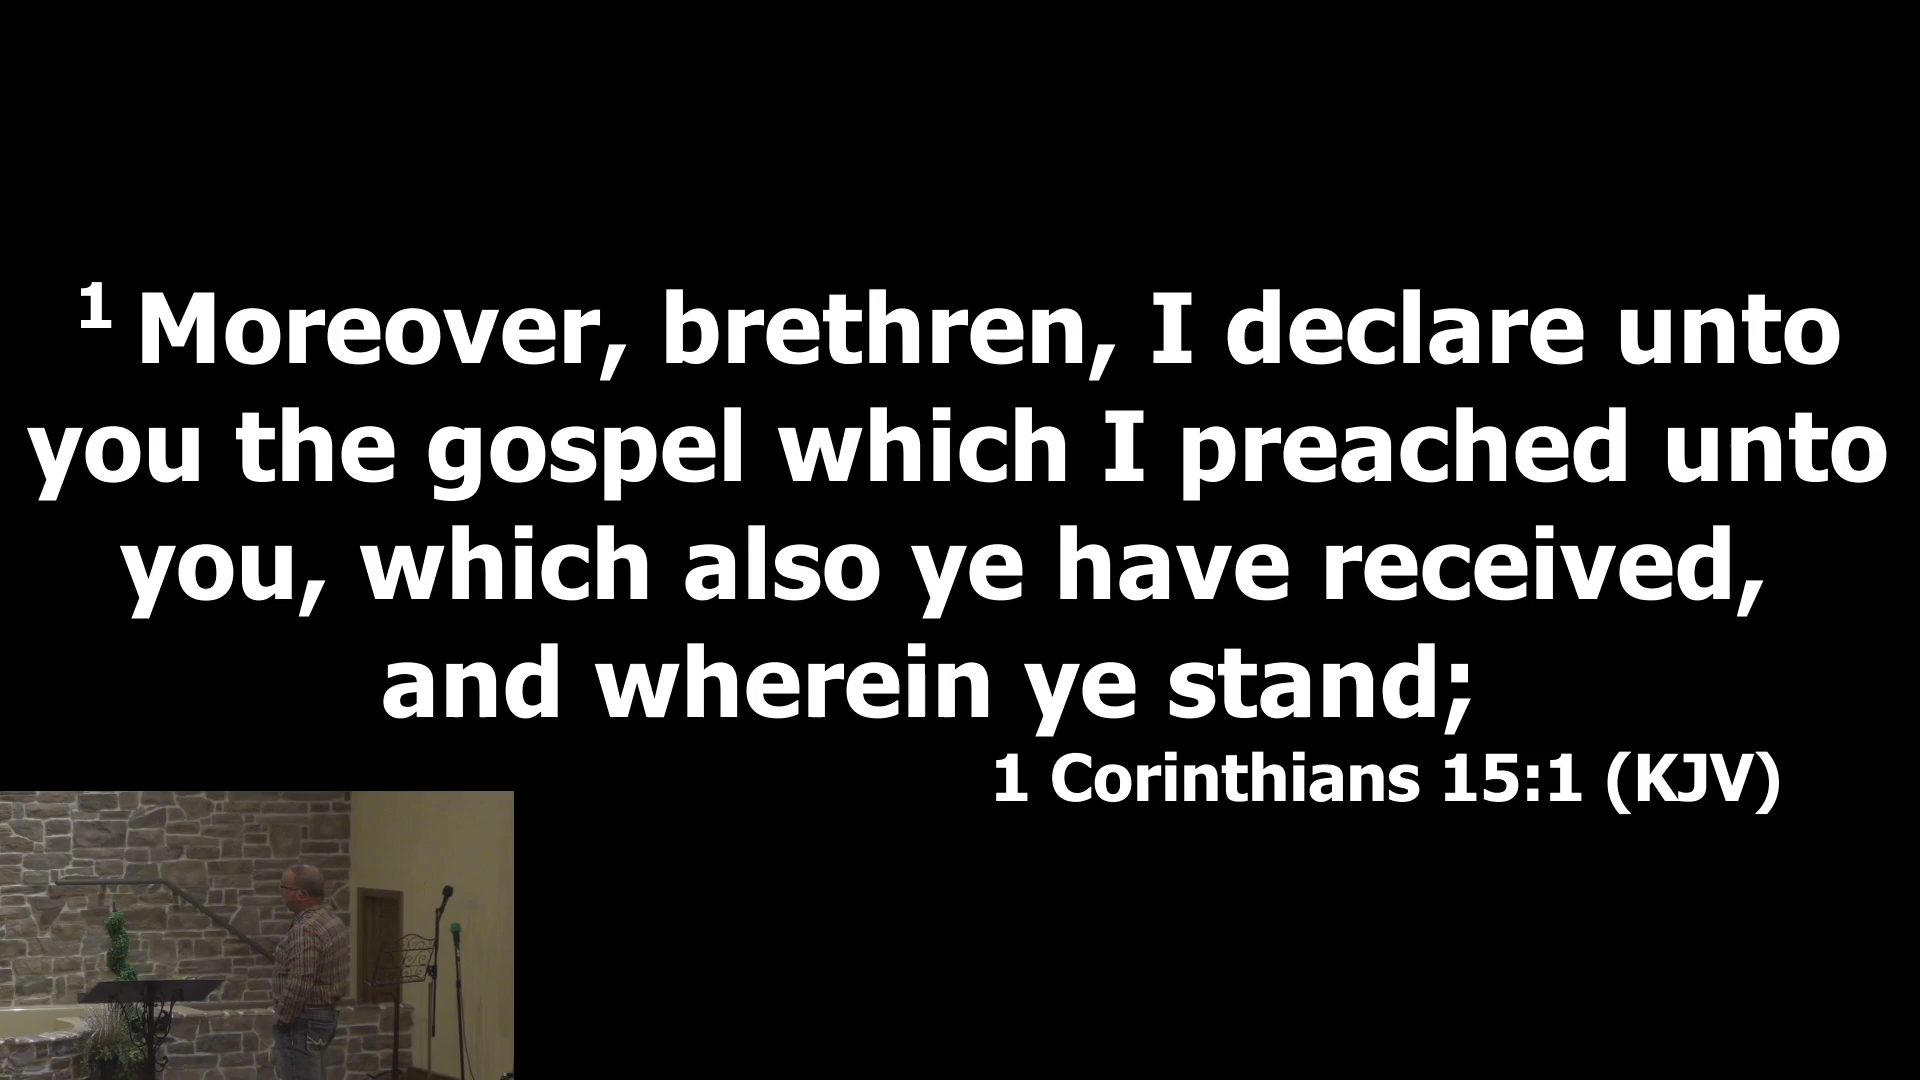 1 Moreover, brethren, I declare unto
you the gospel which I preached unto
you, which also ye have received,
and wherein ye stand;
1 Corinthians 15:1 (KJV)